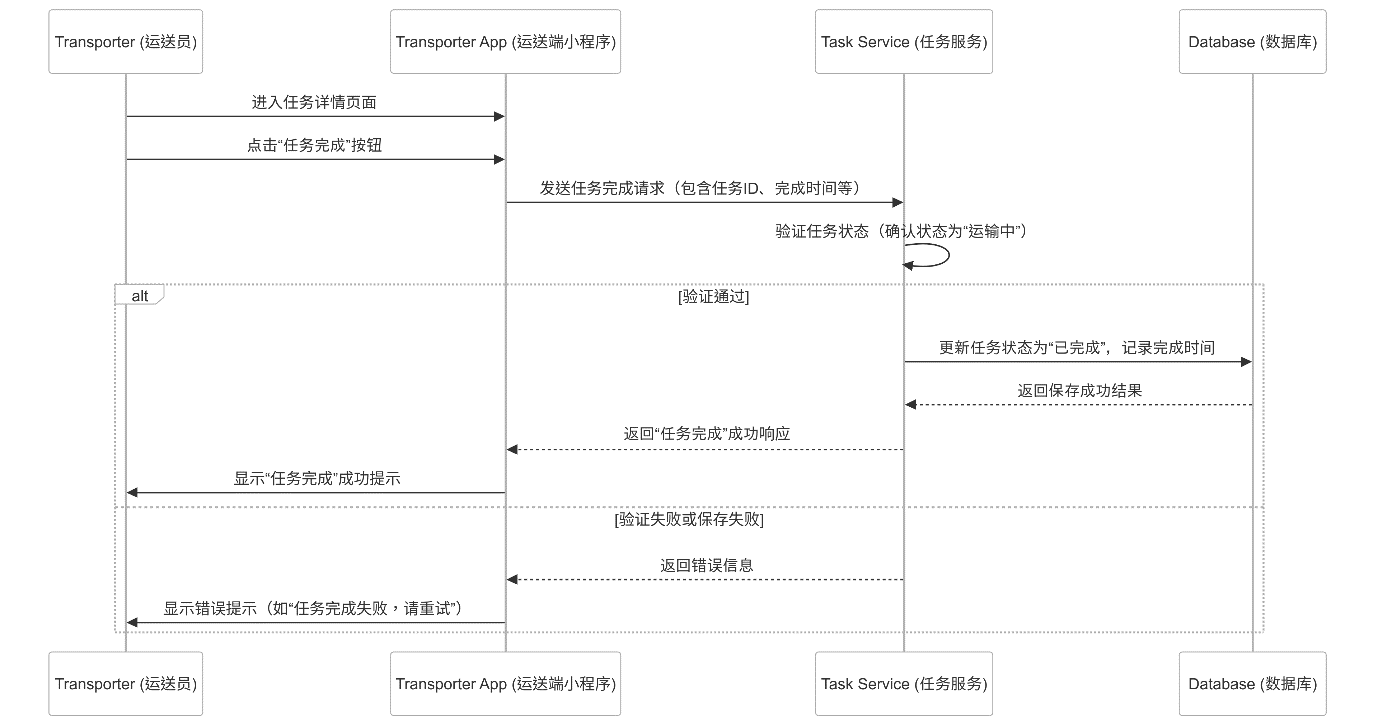 Transporter (运送员)
Transporter App (运送端小程序)
Task Service (任务服务)
Database (数据库)
进入任务详情页面
点击“任务完成”按钮
发送任务完成请求（包含任务ID、完成时间等）
验证任务状态（确认状态为“运输中”）
alt
[验证通过]
更新任务状态为“已完成”，记录完成时间
返回保存成功结果
返回“任务完成”成功响应
显示“任务完成”成功提示
[验证失败或保存失败]
返回错误信息
显示错误提示（如“任务完成失败，请重试”）
Transporter (运送员)
Transporter App (运送端小程序)
Task Service (任务服务)
Database (数据库)